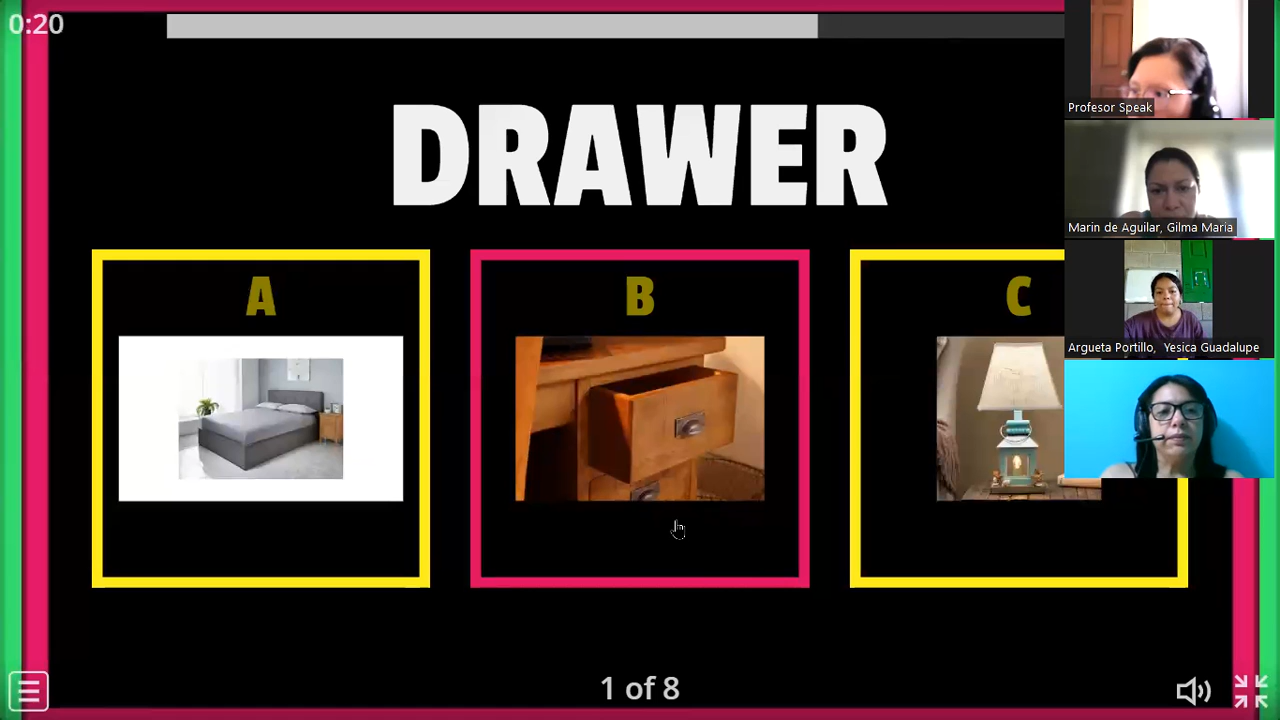 0:20
DRAWER
A
B
C
1 of 8
Profesor Speak
Marin de Aguilar, Gilma Maria
Argueta Portillo, Yesica Guadalupe